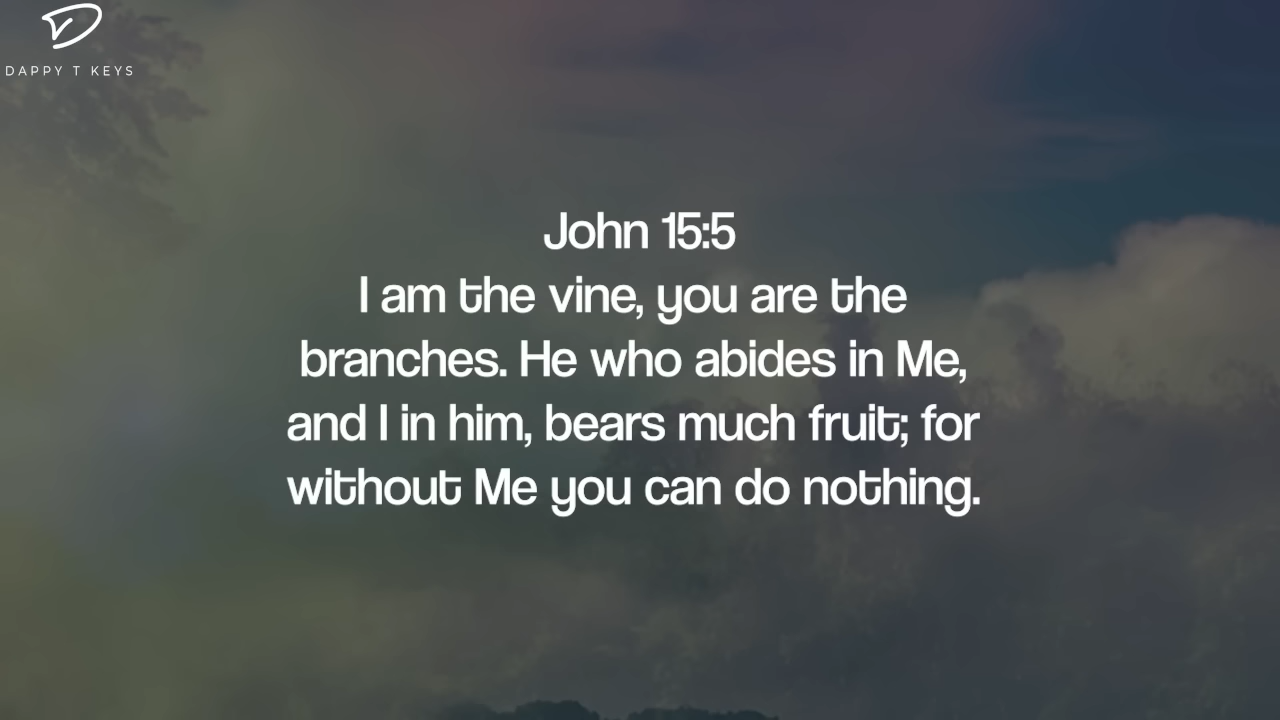 DAPPY T KEYS
John 15:5
I am the vine, you are the
branches. He who abides in Me,
and I in him, bears much fruit; for
without Me you can do nothing.